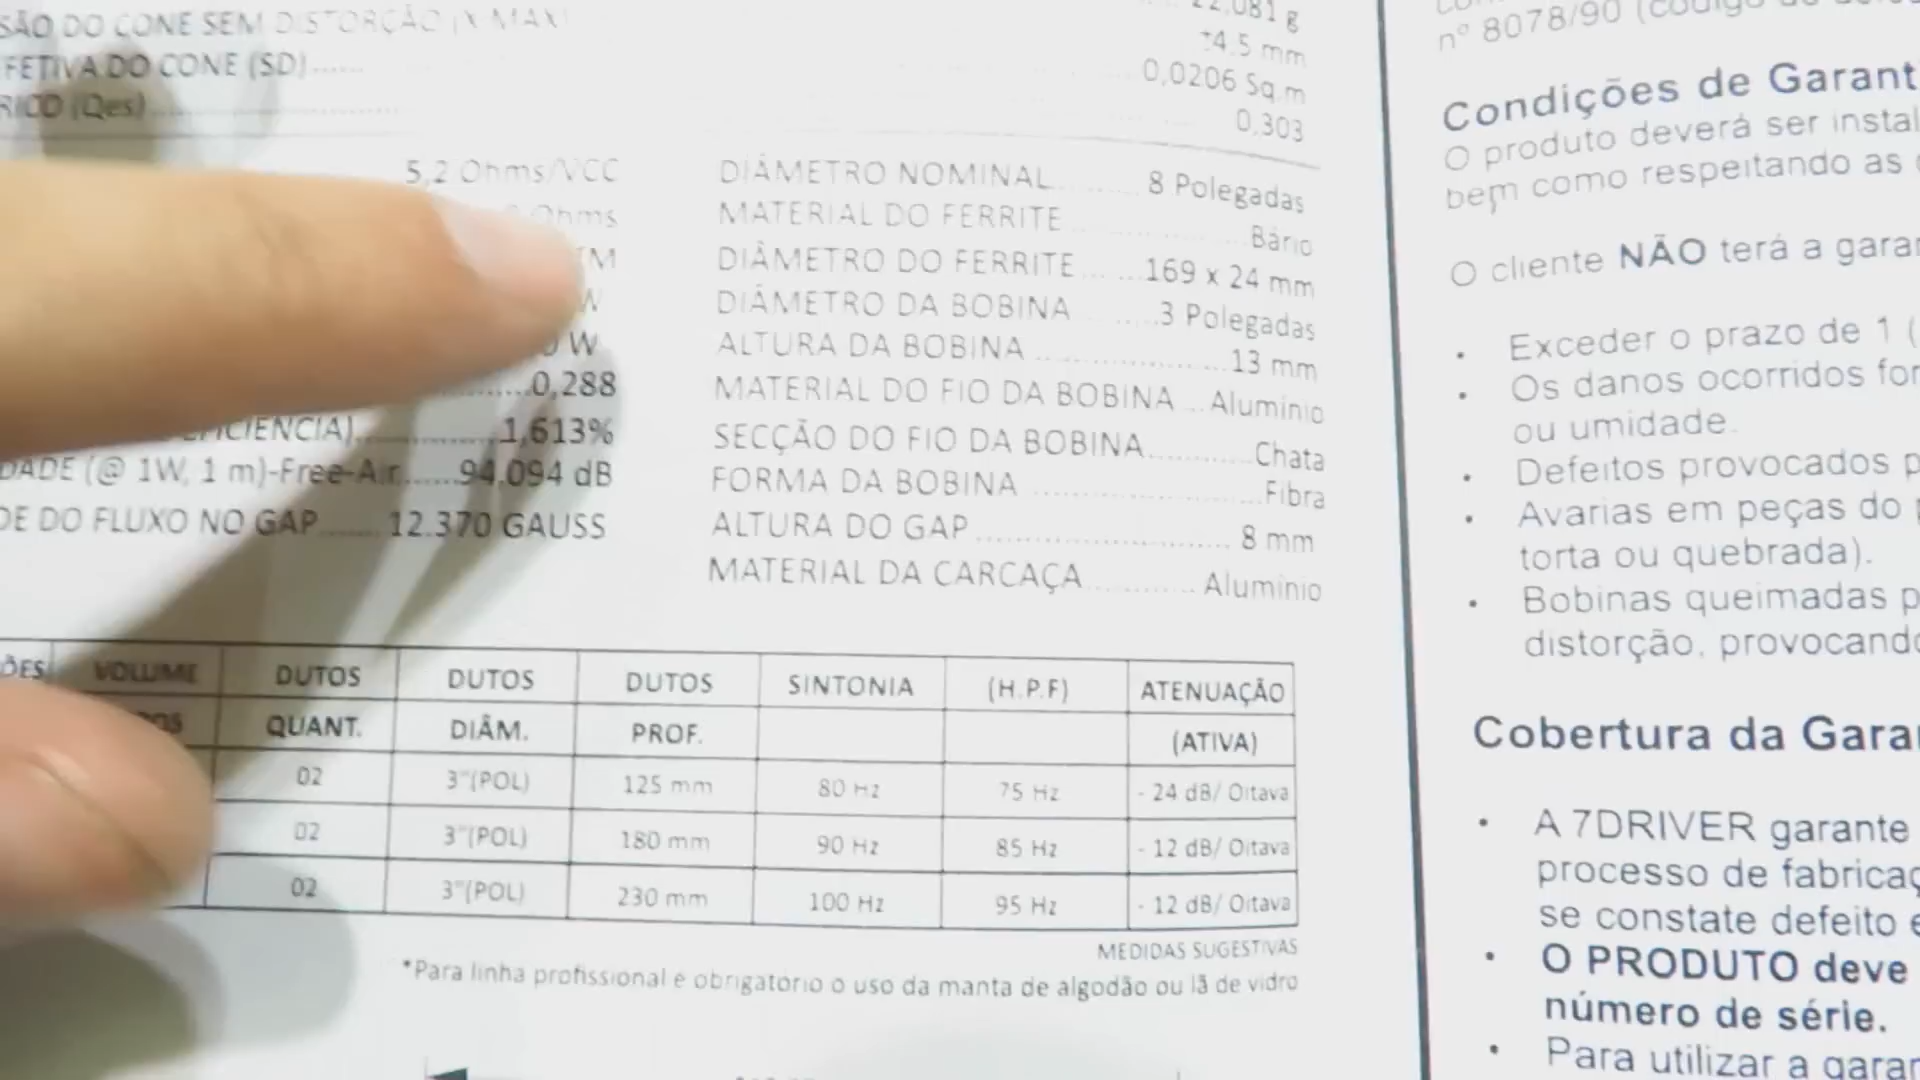 SÃO DO CONE SEM DISTORÇÃO (X MAX)
22,081 g
FETIVA DO CONE (SD)......
4.5 mm
RICO (Qes)
0,0206 Sq.m
0,303
5,2 Ohms/VCC
Ohms
W
W
0,288
CIÊNCIA) 1,613%
DADE (@ 1W, 1 m)-Free-Air......94.094 dB
DE DO FLUXO NO GAP...... 12.370 GAUSS
DIÂMETRO NOMINAL........ 8 Polegadas
MATERIAL DO FERRITE........ Bário
DIÂMETRO DO FERRITE ......169 x 24 mm
DIÂMETRO DA BOBINA .....3 Polegadas
ALTURA DA BOBINA ........ 13 mm
MATERIAL DO FIO DA BOBINA ...Alumínio
SECÇÃO DO FIO DA BOBINA........ Chata
FORMA DA BOBINA ........ Fibra
ALTURA DO GAP........ 8 mm
MATERIAL DA CARCAÇA........ Alumínio
ÕES VOLUME DUTOS DUTOS DUTOS SINTONIA (H.P.F) ATENUAÇÃO
QUANT. DIÂM. PROF. (ATIVA)
02 3"(POL) 125 mm 80 Hz 75 Hz - 24 dB/ Oitava
02 3"(POL) 180 mm 90 Hz 85 Hz - 12 dB/ Oitava
02 3"(POL) 230 mm 100 Hz 95 Hz - 12 dB/ Oitava
MEDIDAS SUGESTIVAS
*Para linha profissional e obrigatório o uso da manta de algodão ou lã de vidro
nº 8078/90 (código
Condições de Garant
O produto deverá ser instal
bem como respeitando as
O cliente NÃO terá a garan
• Exceder o prazo de 1 (
• Os danos ocorridos for
ou umidade.
• Defeitos provocados p
• Avarias em peças do
torta ou quebrada).
• Bobinas queimadas p
distorção, provocando
Cobertura da Gara
• A 7DRIVER garante
processo de fabricaç
se constate defeito e
• O PRODUTO deve
número de série.
• Para utilizar a garan